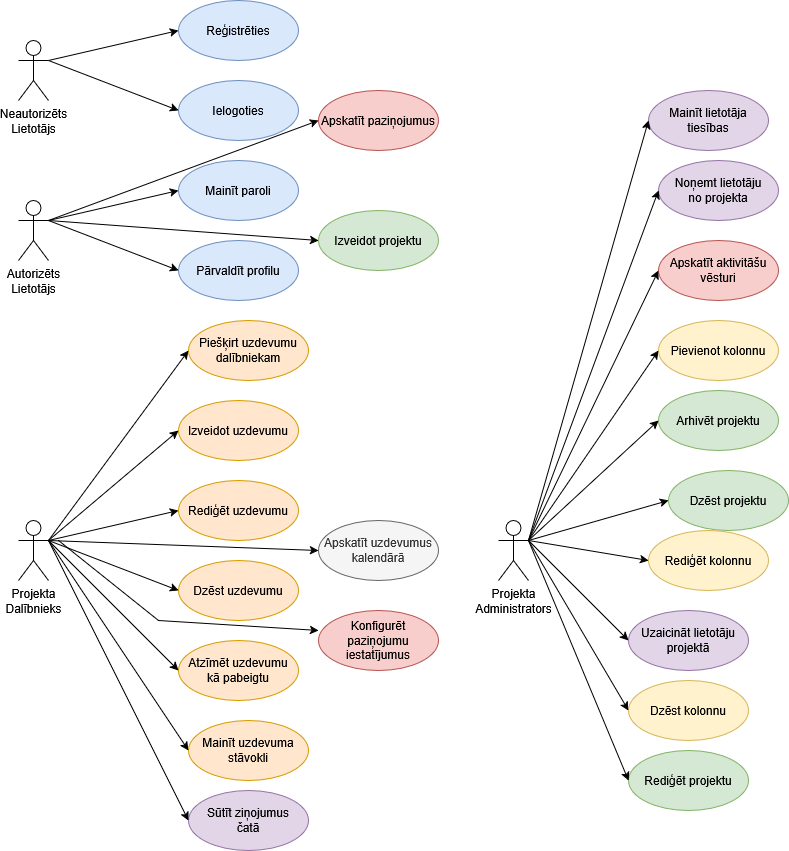 Reģistrēties
Neautorizēts
Lietotājs
Ielogoties
Apskatīt paziņojumus
Mainīt paroli
Izveidot projektu
Autorizēts
Lietotājs
Pārvaldīt profilu
Piešķirt uzdevumu
dalībniekam
Izveidot uzdevumu
Rediģēt uzdevumu
Apskatīt uzdevumus
kalendārā
Projekta
Dalībnieks
Dzēst uzdevumu
Konfigurēt
paziņojumu
iestatījumus
Atzīmēt uzdevumu
kā pabeigtu
Mainīt uzdevuma
stāvokli
Sūtīt ziņojumus
čatā
Mainīt lietotāja
tiesības
Noņemt lietotāju
no projekta
Apskatīt aktivitāšu
vēsturi
Pievienot kolonnu
Arhivēt projektu
Dzēst projektu
Rediģēt kolonnu
Projekta
Administrators
Uzaicināt lietotāju
projektā
Dzēst kolonnu
Rediģēt projektu